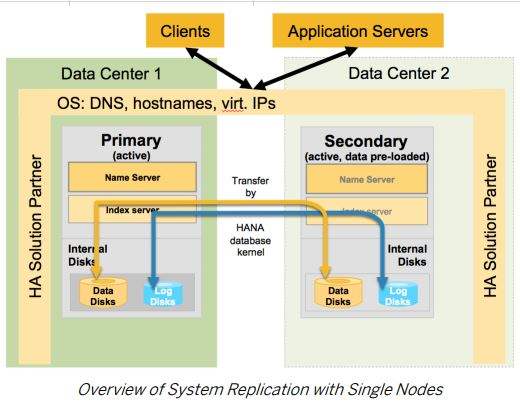 Clients
Application Servers
Data Center 1
Data Center 2
OS: DNS, hostnames, virt. IPs
HA Solution Partner
Primary
(active)
Name Server
Index server
Internal
Disks
Data
Disks
Log
Disks
Transfer
by
HANA
database
kernel
Secondary
(active, data pre-loaded)
Name Server
Index server
Internal
Disks
Data
Disks
Log
Disks
HA Solution Partner
Overview of System Replication with Single Nodes